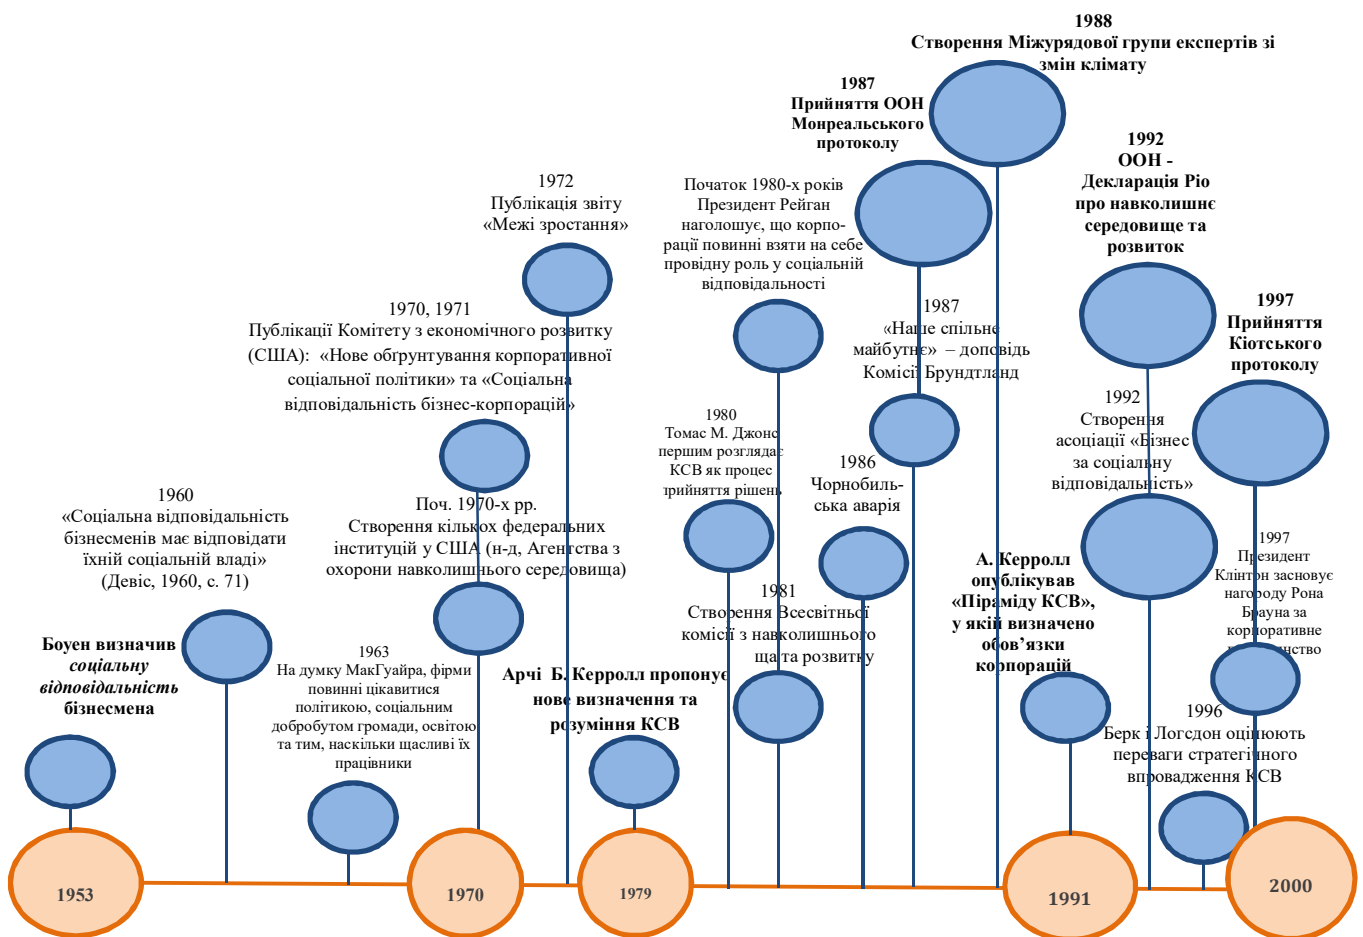 1988
Створення Міжурядової групи експертів зі
змін клімату
1987
Прийняття ООН
Монреальського
протоколу
1992
ООН -
Декларація Ріо
про навколишнє
середовище та
розвиток
1972
Публікація звіту
«Межі зростання»
Початок 1980-х років
Президент Рейган
наголошує, що корпо-
рації повинні взяти на себе
провідну роль у соціальній
відповідальності
1997
Прийняття
Кіотського
протоколу
1970, 1971
Публікації Комітету з економічного розвитку
(США): «Нове обґрунтування корпоративної
соціальної політики» та «Соціальна
відповідальність бізнес-корпорацій»
1987
«Наше спільне
майбутнє» – доповідь
Комісії Брундтланд
1992
Створення
асоціації «Бізнес
за соціальну
відповідальність»
1980
Томас М. Джонс
першим розглядає
КСВ як процес
прийняття рішень
1986
Чорнобиль-
ська аварія
1960
«Соціальна відповідальність
бізнесменів має відповідати
їхній соціальній владі»
(Девіс, 1960, с. 71)
Поч. 1970-х рр.
Створення кількох федеральних
інституцій у США (н-д, Агентства з
охорони навколишнього середовища)
1997
Президент
Клінтон засновує
нагороду Рона
Брауна за
корпоративне
А. Керролл
опублікував
«Піраміду КСВ»,
у якій визначено
обов’язки
корпорацій
1981
Створення Всесвітньої
комісії з навколишнього
ща та розвитку
Боуен визначив
соціальну
відповідальність
бізнесмена
1963
На думку МакГуайра, фірми
повинні цікавитися
політикою, соціальним
добробутом громади, освітою
та тим, наскільки щасливі їх
працівники
Арчі Б. Керролл пропонує
нове визначення та
розуміння КСВ
1996
Берк і Логсдон оцінюють
переваги стратегічного
впровадження КСВ
1953
1970
1979
1991
2000